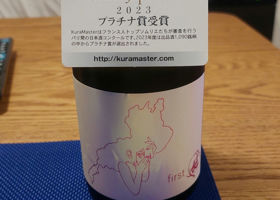 2023
プラチナ賞受賞
KuraMasterはフランス人トップソムリエたちが審査を行う
パリ発の日本酒コンクールです。2023年度は出品酒1,090銘柄
の中からプラチナ賞が選出されました。
http://kuramaster.com
first